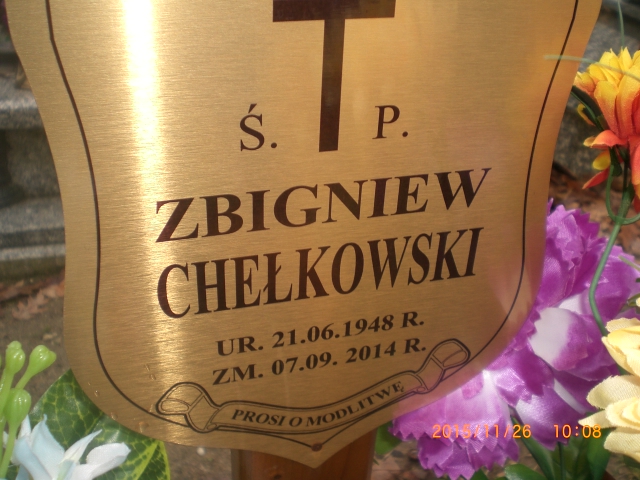 Ś. P.
ZBIGNIEW
CHEŁKOWSKI
UR. 21.06.1948 R.
ZM. 07.09. 2014 R.
PROSI O MODLITWĘ
2015/11/26 10:08